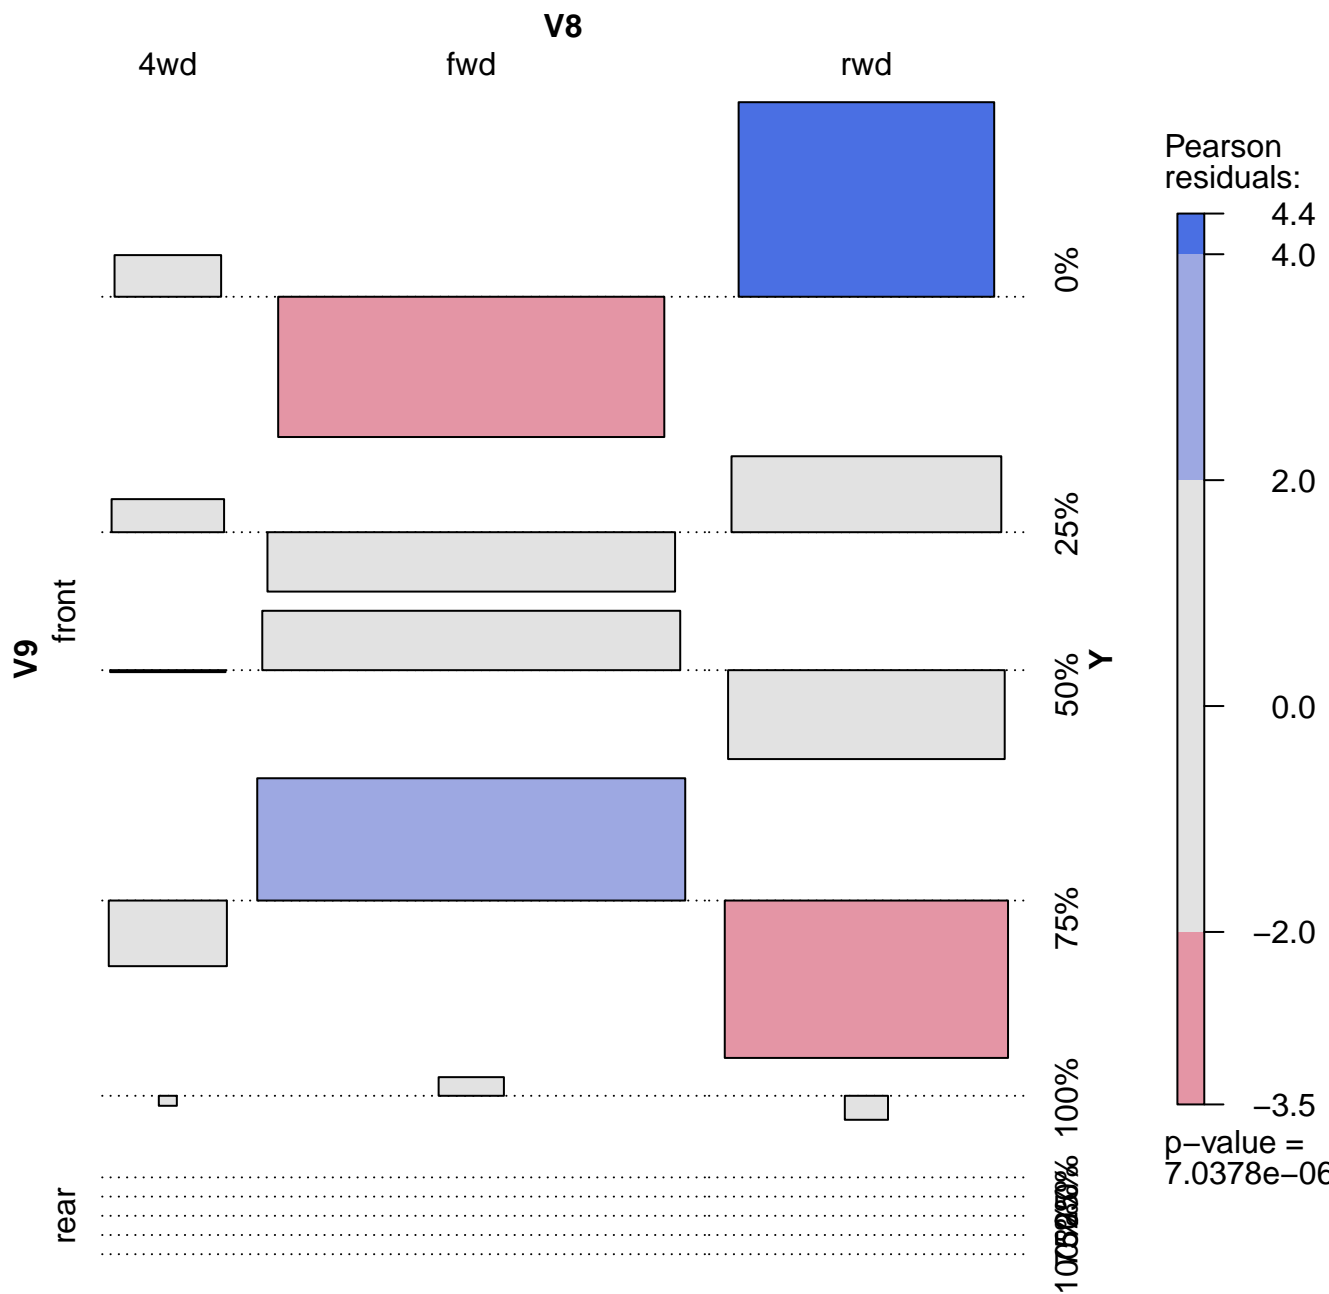 V8
4wd fwd rwd
Pearson
residuals:
4.4
4.0
2.0
0.0
−2.0
−3.5
p−value =
7.0378e−06
0%
25%
50%
75%
100%
Y
V9
front
rear